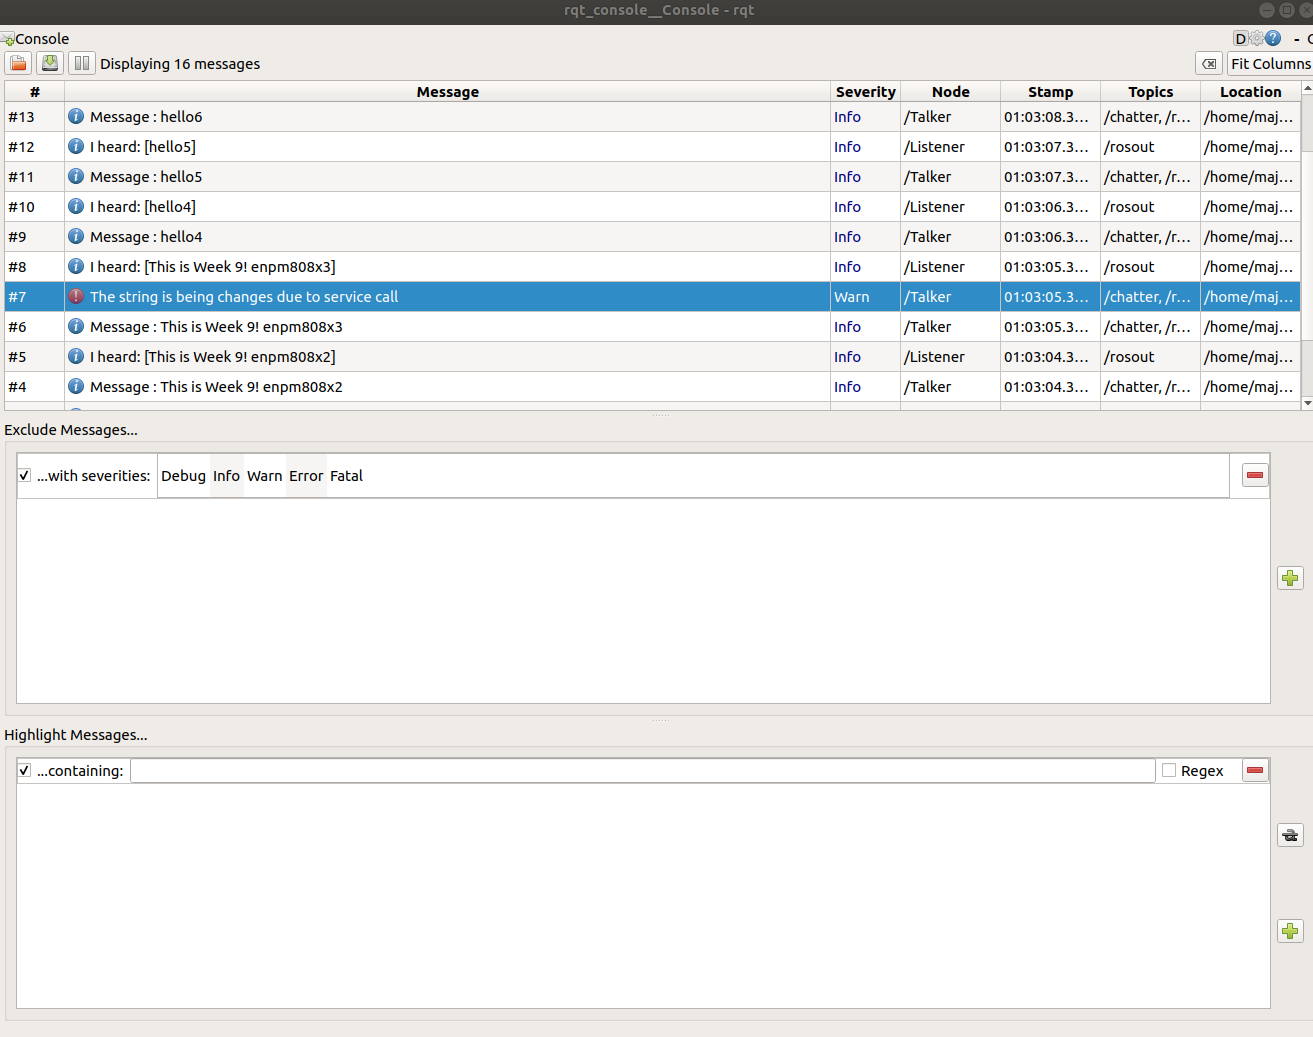 rqt_console__Console - rqt
Console D - C
Displaying 16 messages Fit Columns
# Message Severity Node Stamp Topics Location
#13 Message : hello6 Info /Talker 01:03:08.3... /chatter, /r... /home/maj...
#12 I heard: [hello5] Info /Listener 01:03:07.3... /rosout /home/maj...
#11 Message : hello5 Info /Talker 01:03:07.3... /chatter, /r... /home/maj...
#10 I heard: [hello4] Info /Listener 01:03:06.3... /rosout /home/maj...
#9 Message : hello4 Info /Talker 01:03:06.3... /chatter, /r... /home/maj...
#8 I heard: [This is Week 9! enpm808x3] Info /Listener 01:03:05.3... /rosout /home/maj...
#7 The string is being changes due to service call Warn /Talker 01:03:05.3... /chatter, /r... /home/maj...
#6 Message : This is Week 9! enpm808x3 Info /Talker 01:03:05.3... /chatter, /r... /home/maj...
#5 I heard: [This is Week 9! enpm808x2] Info /Listener 01:03:04.3... /rosout /home/maj...
#4 Message : This is Week 9! enpm808x2 Info /Talker 01:03:04.3... /chatter, /r... /home/maj...
Exclude Messages...
...with severities: Debug Info Warn Error Fatal
Highlight Messages...
...containing: Regex